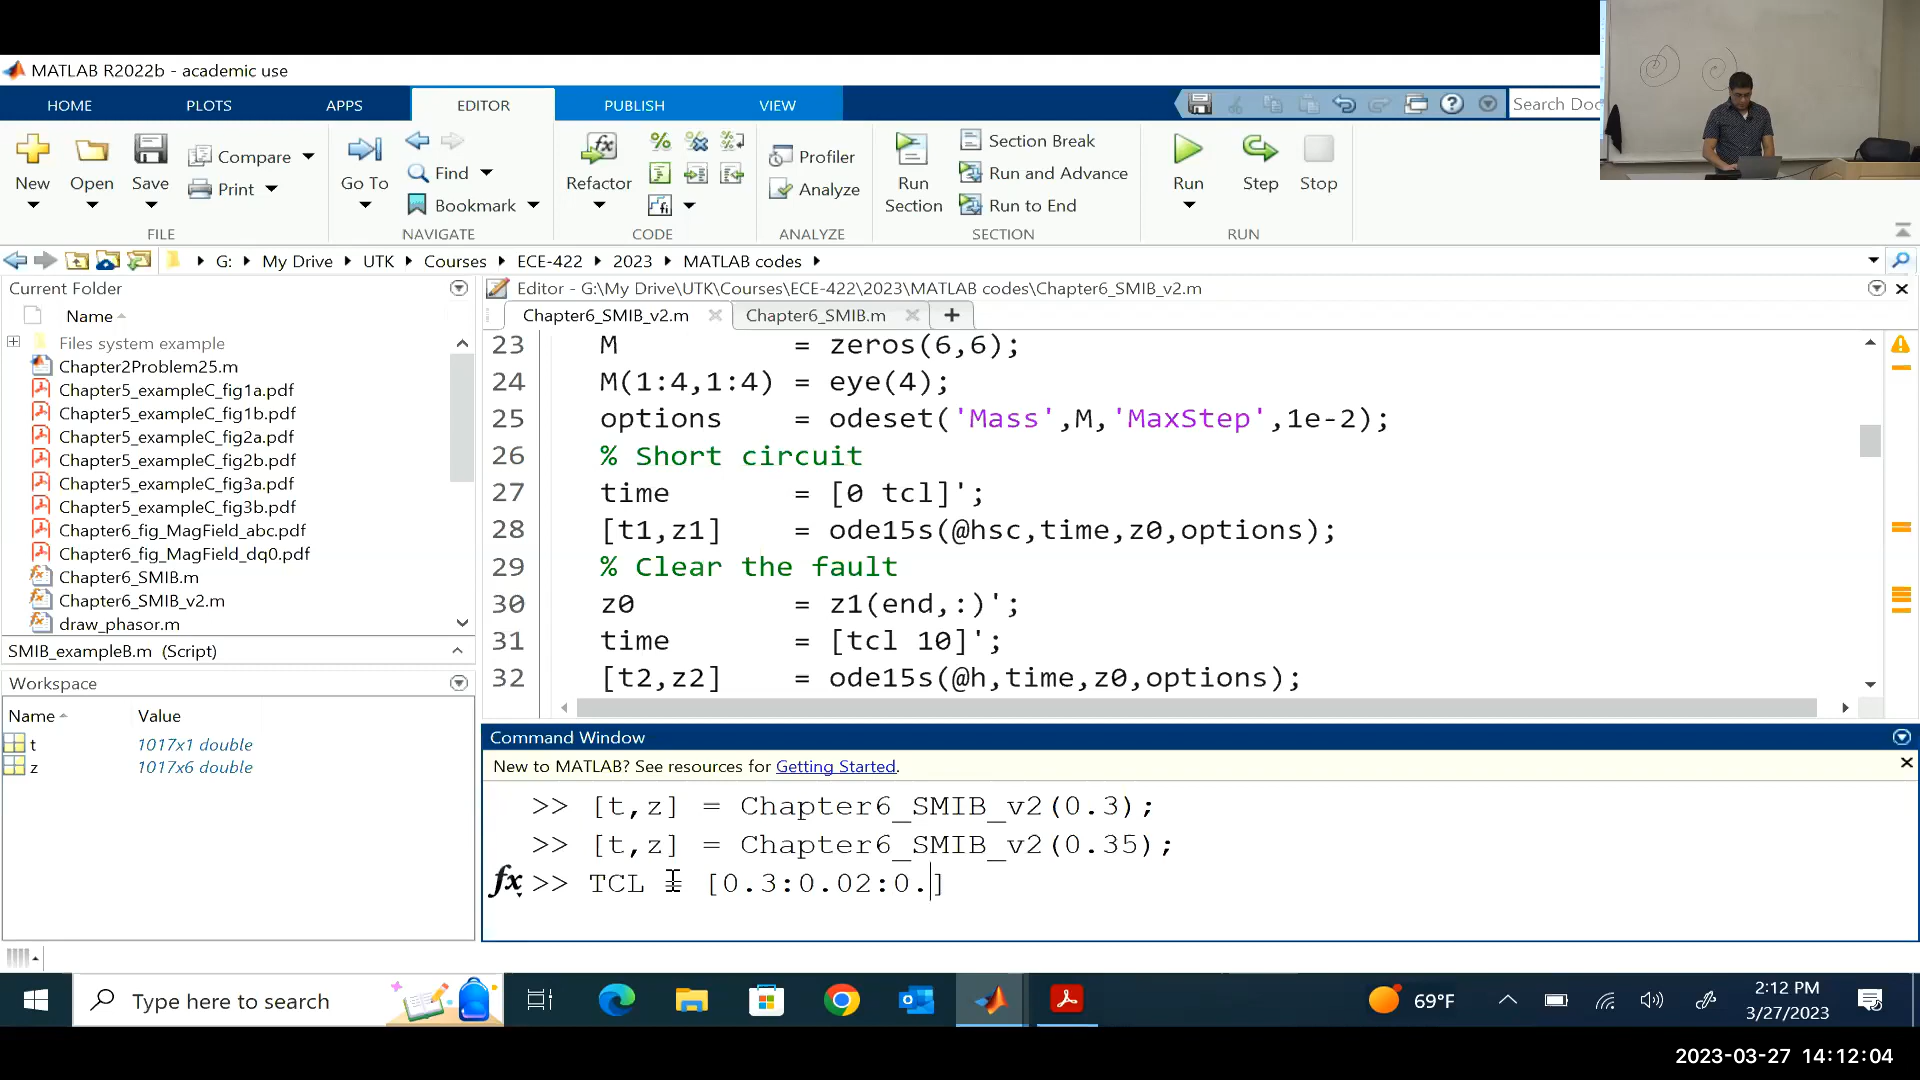 MATLAB R2022b - academic use
HOME PLOTS APPS EDITOR PUBLISH VIEW
Search Doc
New Open Save Compare Print
FILE
Go To Find Bookmark
NAVIGATE
Refactor
CODE
Profiler Analyze
ANALYZE
Run Section Section Break Run and Advance Run to End
SECTION
Run Step Stop
RUN
G: My Drive UTK Courses ECE-422 2023 MATLAB codes
Current Folder
Name
Files system example
Chapter2Problem25.m
Chapter5_exampleC_fig1a.pdf
Chapter5_exampleC_fig1b.pdf
Chapter5_exampleC_fig2a.pdf
Chapter5_exampleC_fig2b.pdf
Chapter5_exampleC_fig3a.pdf
Chapter5_exampleC_fig3b.pdf
Chapter6_fig_MagField_abc.pdf
Chapter6_fig_MagField_dq0.pdf
Chapter6_SMIB.m
Chapter6_SMIB_v2.m
draw_phasor.m
SMIB_exampleB.m (Script)
Workspace
Name Value
t 1017x1 double
z 1017x6 double
Editor - G:\My Drive\UTK\Courses\ECE-422\2023\MATLAB codes\Chapter6_SMIB_v2.m
Chapter6_SMIB_v2.m Chapter6_SMIB.m +
23 M = zeros(6,6);
24 M(1:4,1:4) = eye(4);
25 options = odeset('Mass',M,'MaxStep',1e-2);
26 % Short circuit
27 time = [0 tcl]';
28 [t1,z1] = ode15s(@hsc,time,z0,options);
29 % Clear the fault
30 z0 = z1(end,:)';
31 time = [tcl 10]';
32 [t2,z2] = ode15s(@h,time,z0,options);
Command Window
New to MATLAB? See resources for Getting Started.
>> [t,z] = Chapter6_SMIB_v2(0.3);
>> [t,z] = Chapter6_SMIB_v2(0.35);
fx >> TCL = [0.3:0.02:0.]
Type here to search
69°F
2:12 PM
3/27/2023
2023-03-27 14:12:04